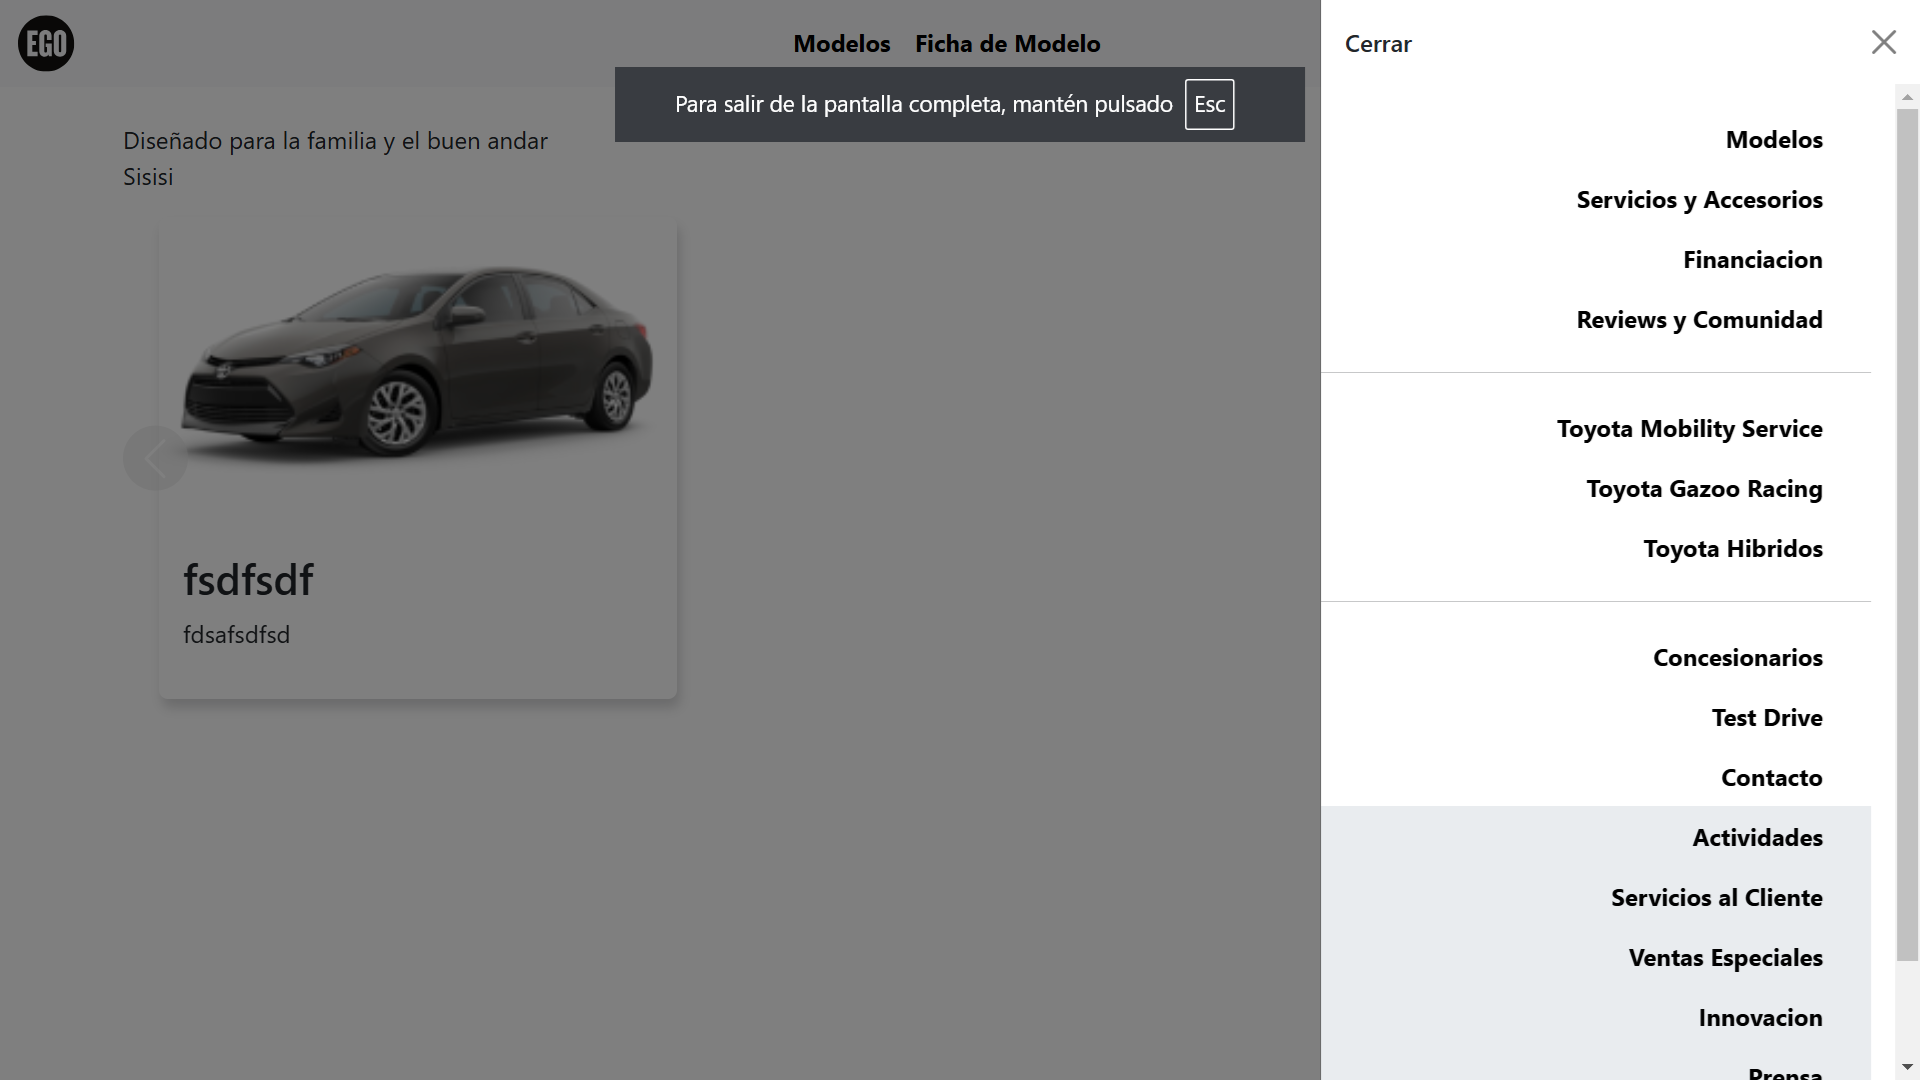 EGO
Modelos Ficha de Modelo
Para salir de la pantalla completa, mantén pulsado Esc
Diseñado para la familia y el buen andar
Sisisi
fsdfsdf
fdsafsdfsd
Cerrar
Modelos
Servicios y Accesorios
Financiacion
Reviews y Comunidad
Toyota Mobility Service
Toyota Gazoo Racing
Toyota Hibridos
Concesionarios
Test Drive
Contacto
Actividades
Servicios al Cliente
Ventas Especiales
Innovacion
Prensa